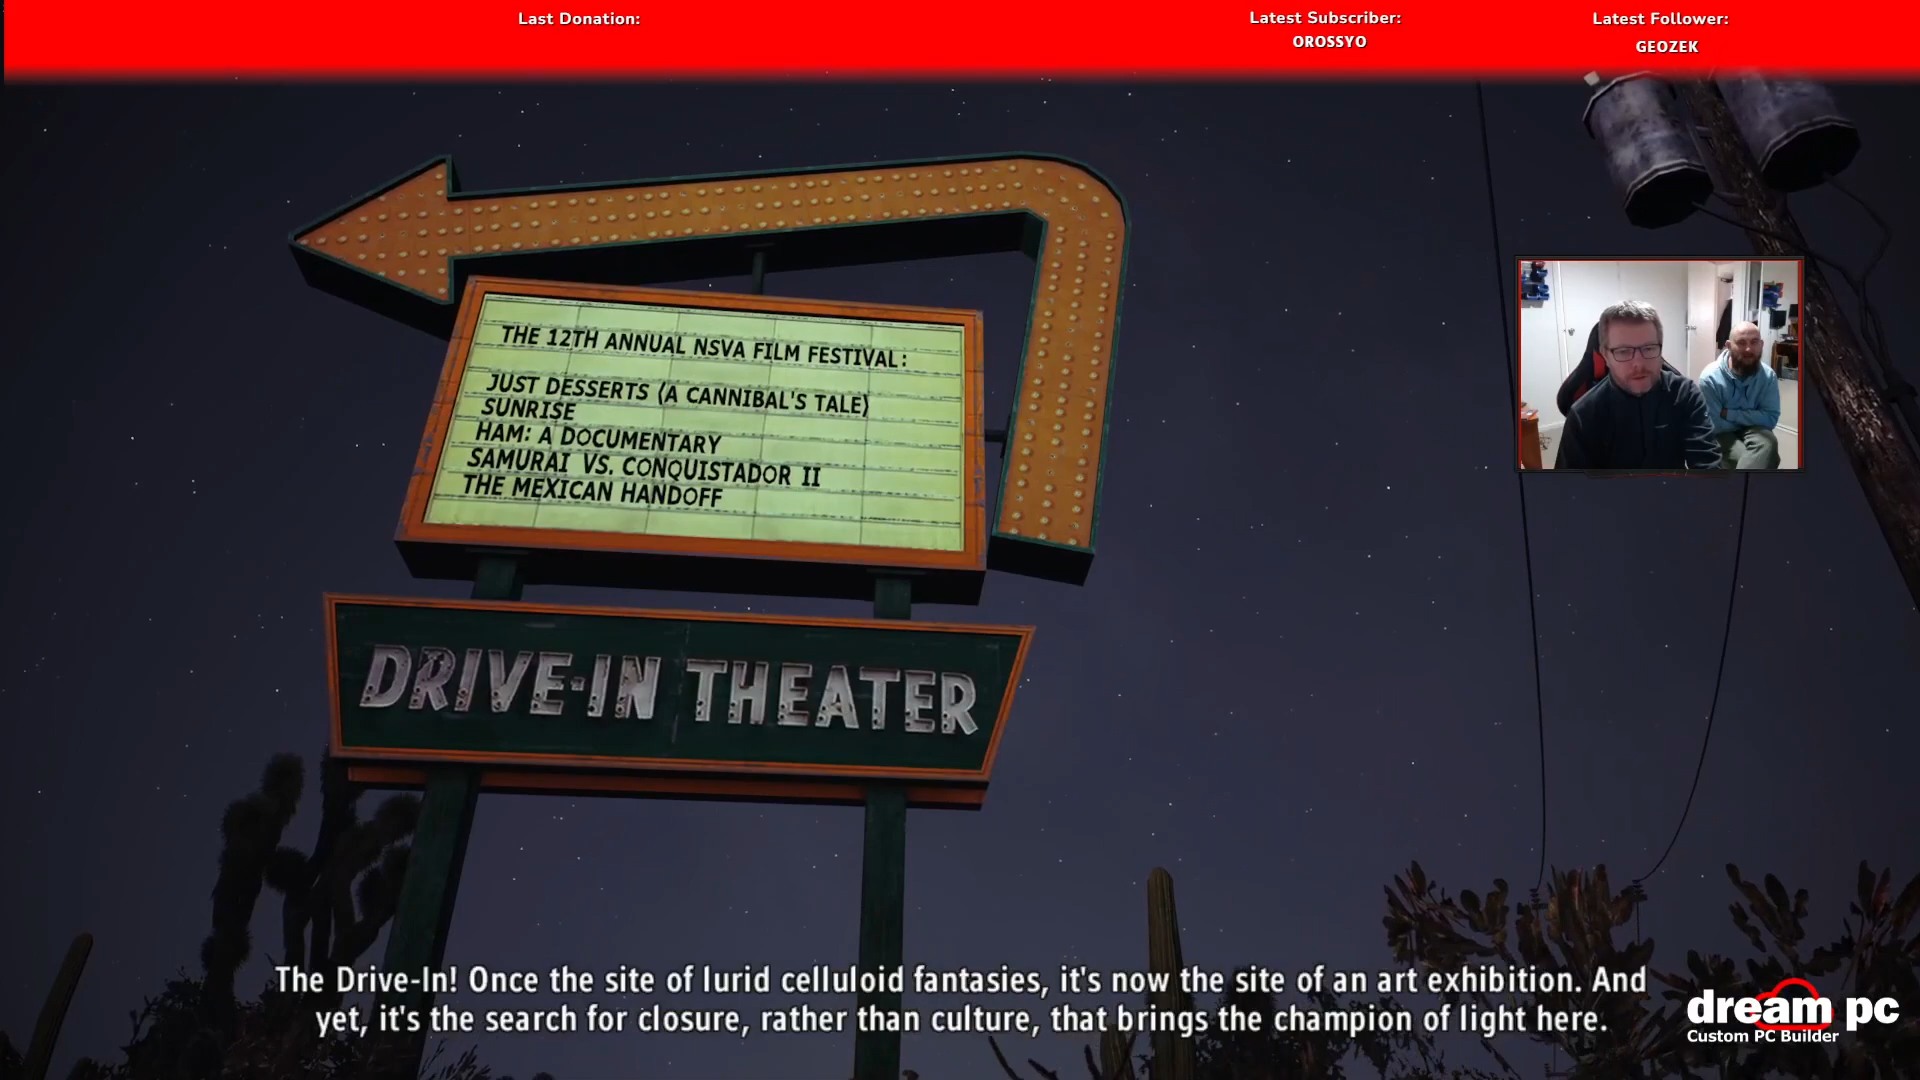 Last Donation:
Latest Subscriber:
OROSSYO
Latest Follower:
GEOZEK
THE 12TH ANNUAL NSVA FILM FESTIVAL:
JUST DESSERTS (A CANNIBAL'S TALE)
SUNRISE
HAM: A DOCUMENTARY
SAMURAI VS. CONQUISTADOR II
THE MEXICAN HANDOFF
DRIVE-IN THEATER
The Drive-In! Once the site of lurid celluloid fantasies, it's now the site of an art exhibition. And
yet, it's the search for closure, rather than culture, that brings the champion of light here.
dream pc
Custom PC Builder